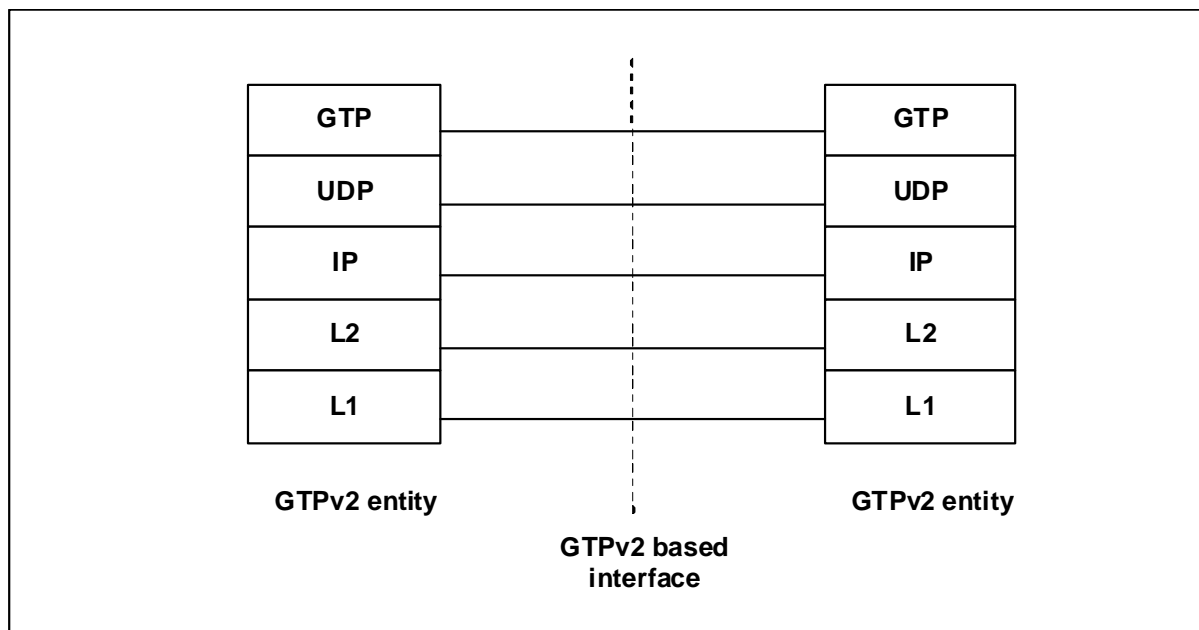 GTP GTP
UDP UDP
IP IP
L2 L2
L1 L1
GTPv2 entity GTPv2 entity
GTPv2 based
interface